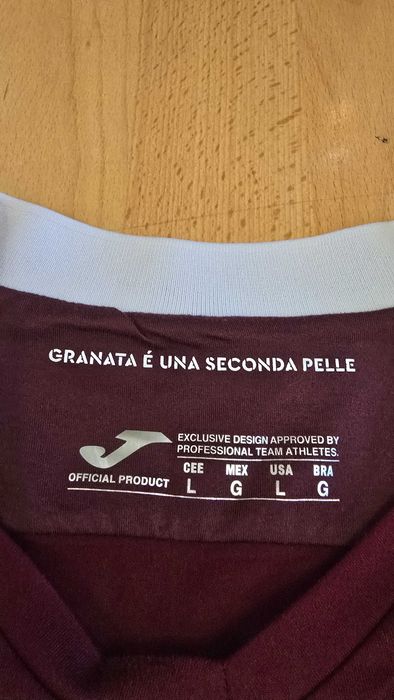 GRANATA É UNA SECONDA PELLE
EXCLUSIVE DESIGN APPROVED BY
PROFESSIONAL TEAM ATHLETES.
OFFICIAL PRODUCT
CEE MEX USA BRA
L G L G